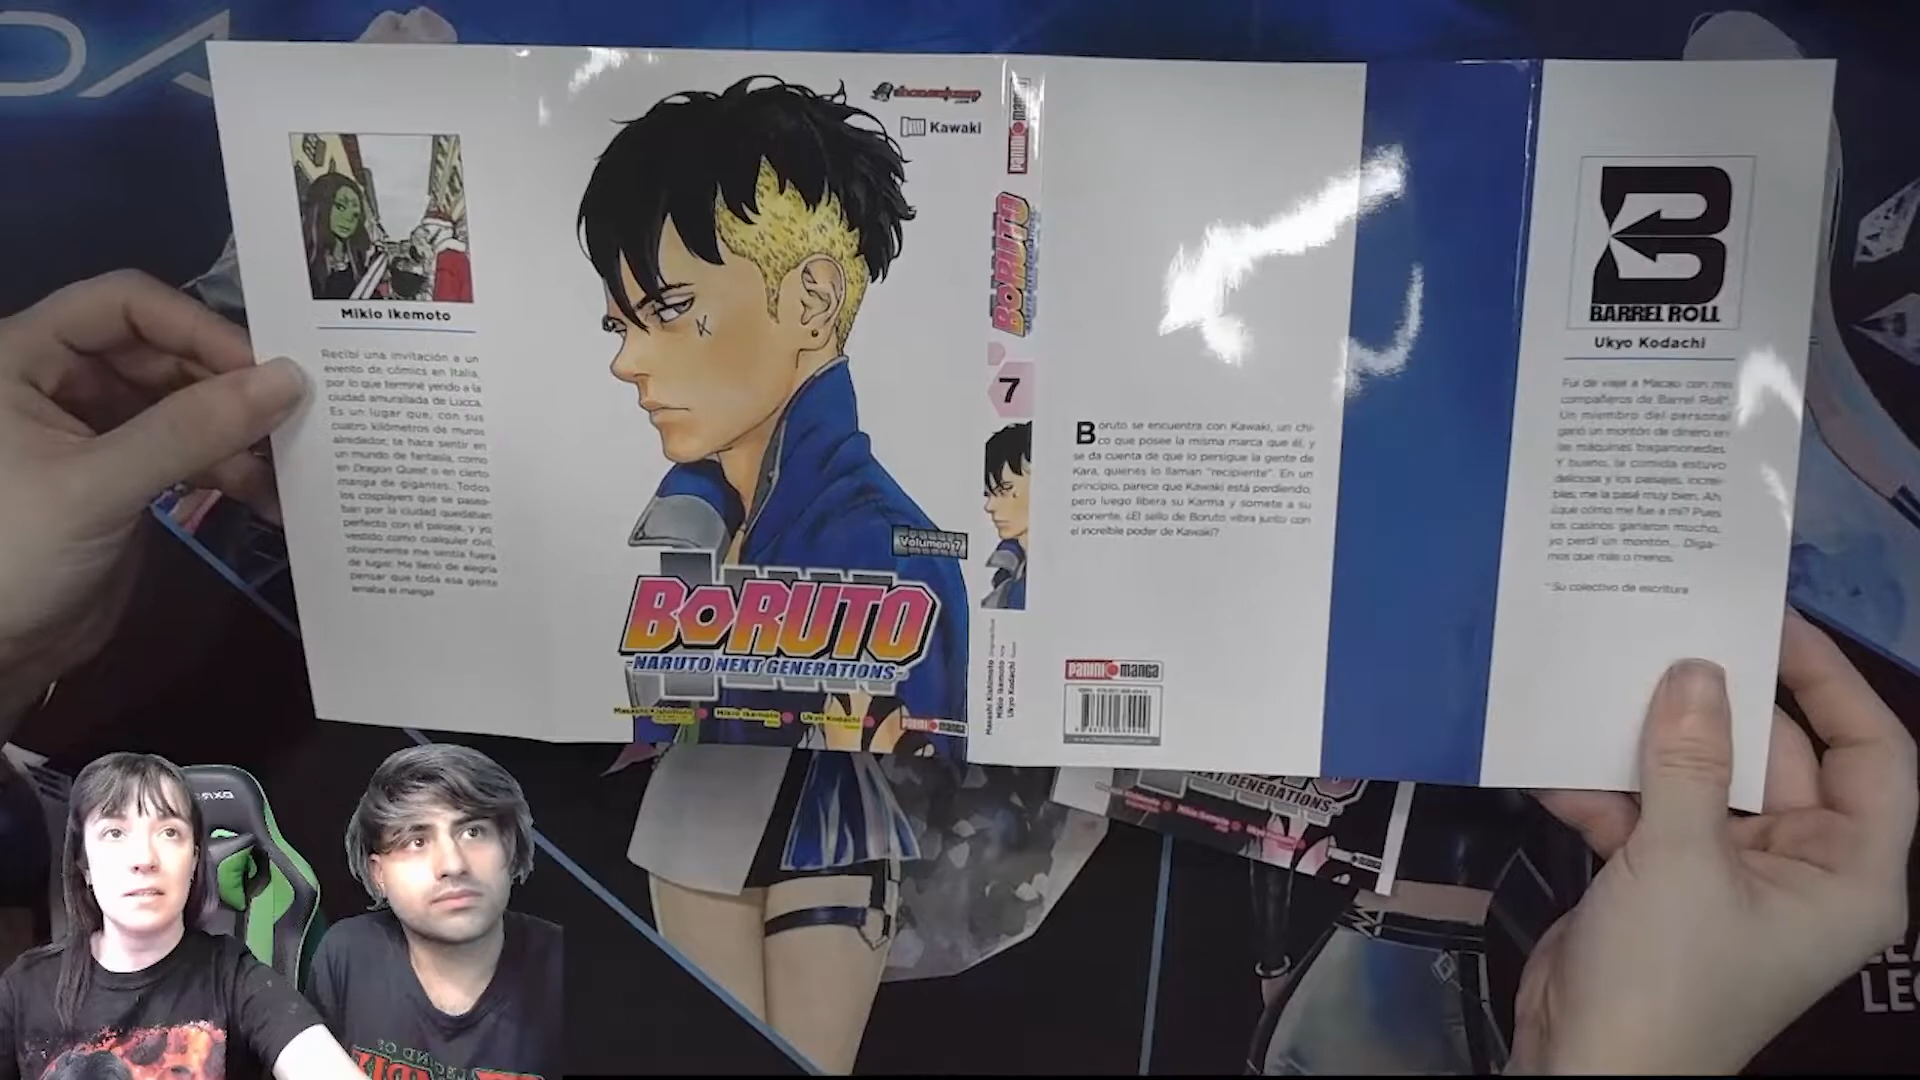 Mikio Ikemoto
Recibí una invitación a un
evento de cómics en Italia,
por lo que terminé yendo a la
ciudad amurallada de Lucca.
Es un lugar que, con sus
cuatro kilómetros de muros
alrededor, te hace sentir en
un mundo de fantasía, como
en Dragon Quest o en cierto
manga de gigantes. Todos
los cosplayers que se pasea-
ban por la ciudad quedaban
perfecto con el paisaje, y yo
vestido como cualquier civil,
obviamente me sentía fuera
de lugar. Me llenó de alegría
pensar que toda esa gente
amaba el manga
Kawaki
K
Volumen 7
BORUTO
-NARUTO NEXT GENERATIONS-
Masashi Kishimoto
Mikio Ikemoto
Ukyo Kodachi
PANINI MANGA
PANINI MANGA
BORUTO
7
Masashi Kishimoto
Mikio Ikemoto
Ukyo Kodachi
Boruto se encuentra con Kawaki, un chi-
co que posee la misma marca que él, y
se da cuenta de que lo persigue la gente de
Kara, quienes lo llaman "recipiente". En un
principio, parece que Kawaki está perdiendo,
pero luego libera su Karma y somete a su
oponente. ¿El sello de Boruto vibra junto con
el increíble poder de Kawaki?
PANINI MANGA
B
BARREL ROLL
Ukyo Kodachi
Fui de viaje a Macao con mis
compañeros de Barrel Roll*.
Un miembro del personal
ganó un montón de dinero en
las máquinas tragamonedas.
Y bueno, la comida estuvo
deliciosa y los paisajes, increí-
bles, me la pasé muy bien. Ah,
¿que cómo me fue a mí? Pues
los casinos ganaron mucho,
yo perdí un montón... Diga-
mos que más o menos.
*Su colectivo de escritura
NEXT GENERATIONS-